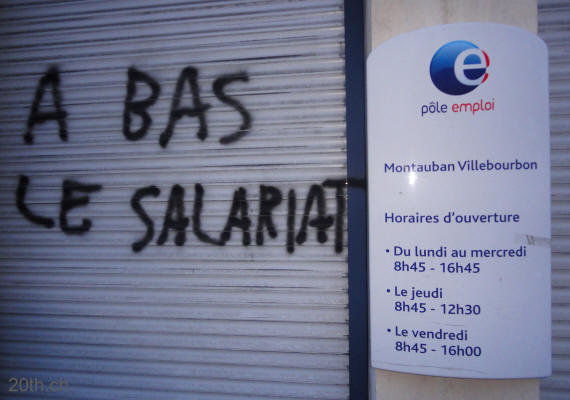 A BAS
LE SALARIAT
e
pôle emploi
Montauban Villebourbon
Horaires d'ouverture
• Du lundi au mercredi
8h45 - 16h45
• Le jeudi
8h45 - 12h30
• Le vendredi
8h45 - 16h00
20th.ch